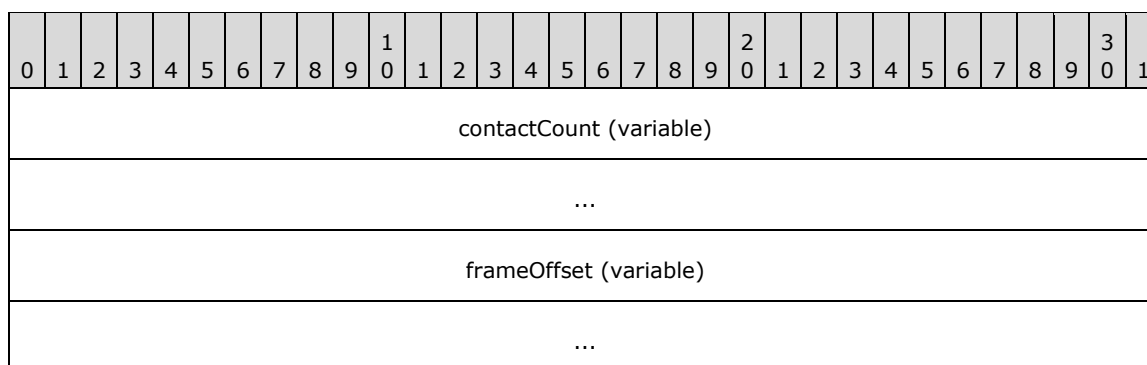 1 2 3
0 1 2 3 4 5 6 7 8 9 0 1 2 3 4 5 6 7 8 9 0 1 2 3 4 5 6 7 8 9 0 1
contactCount (variable)
...
frameOffset (variable)
...